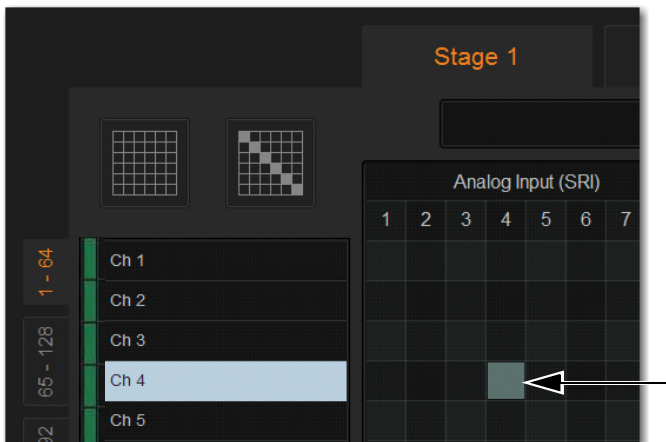 Stage 1
Analog Input (SRI)
1 2 3 4 5 6 7
1 - 64
Ch 1
Ch 2
65 - 128
Ch 3
Ch 4
92
Ch 5